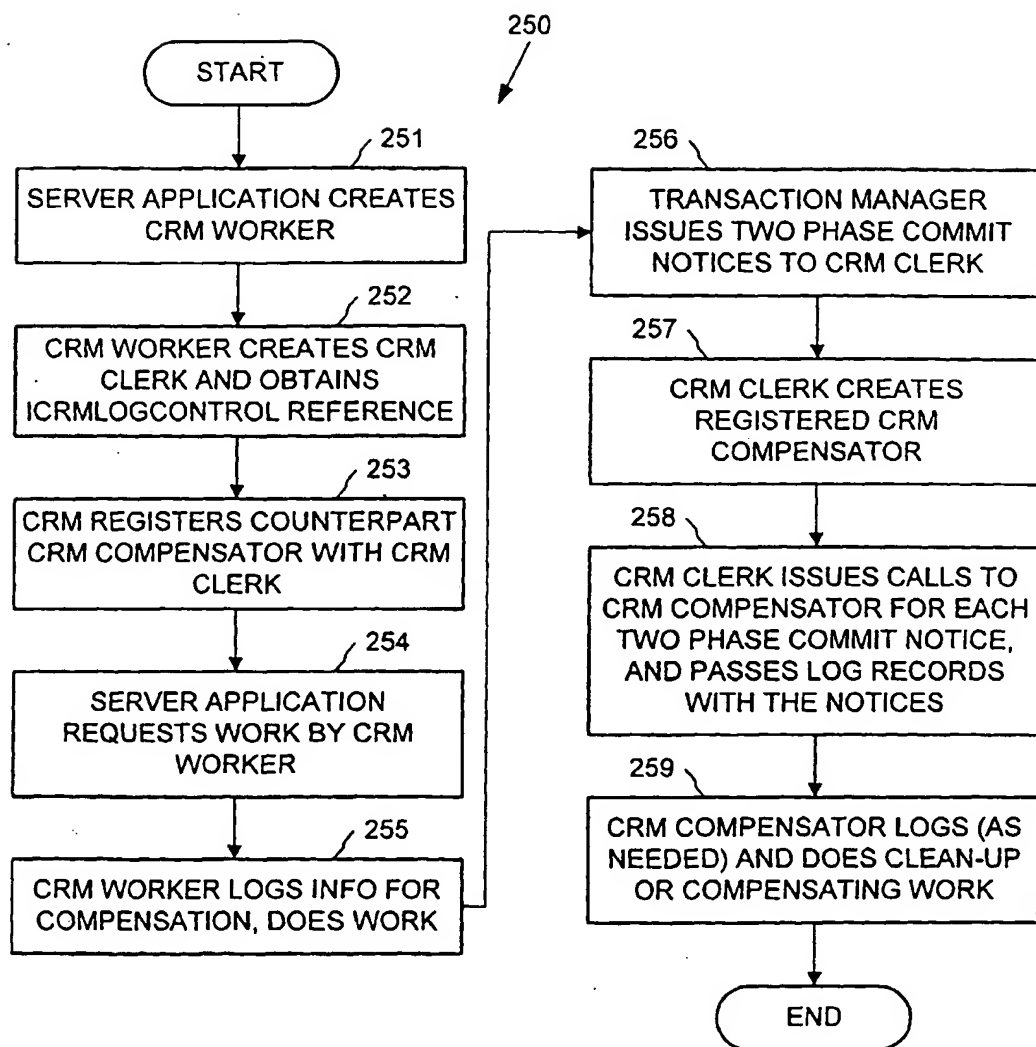 250
START
251
SERVER APPLICATION CREATES
CRM WORKER
252
CRM WORKER CREATES CRM
CLERK AND OBTAINS
ICRMLOGCONTROL REFERENCE
253
CRM REGISTERS COUNTERPART
CRM COMPENSATOR WITH CRM
CLERK
254
SERVER APPLICATION
REQUESTS WORK BY CRM
WORKER
255
CRM WORKER LOGS INFO FOR
COMPENSATION, DOES WORK
256
TRANSACTION MANAGER
ISSUES TWO PHASE COMMIT
NOTICES TO CRM CLERK
257
CRM CLERK CREATES
REGISTERED CRM
COMPENSATOR
258
CRM CLERK ISSUES CALLS TO
CRM COMPENSATOR FOR EACH
TWO PHASE COMMIT NOTICE,
AND PASSES LOG RECORDS
WITH THE NOTICES
259
CRM COMPENSATOR LOGS (AS
NEEDED) AND DOES CLEAN-UP
OR COMPENSATING WORK
END